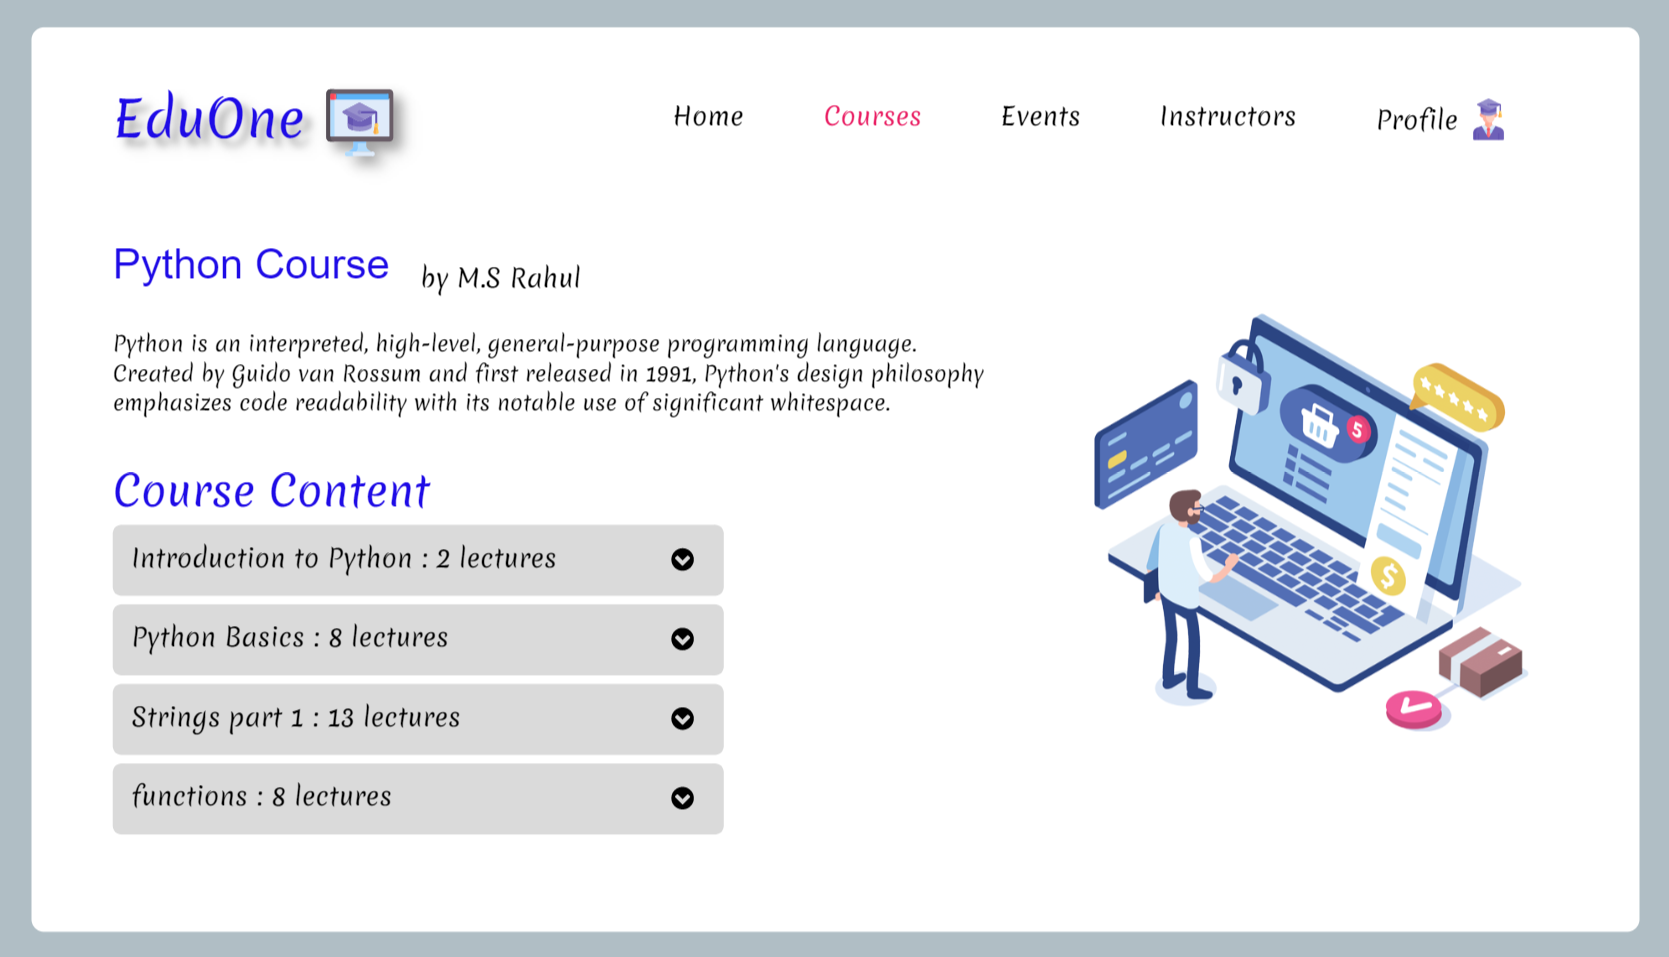 EduOne
Home
Courses
Events
Instructors
Profile
Python Course
by M.S Rahul
Python is an interpreted, high-level, general-purpose programming language.
Created by Guido van Rossum and first released in 1991, Python's design philosophy
emphasizes code readability with its notable use of significant whitespace.
Course Content
Introduction to Python : 2 lectures
Python Basics : 8 lectures
Strings part 1 : 13 lectures
functions : 8 lectures
5
$